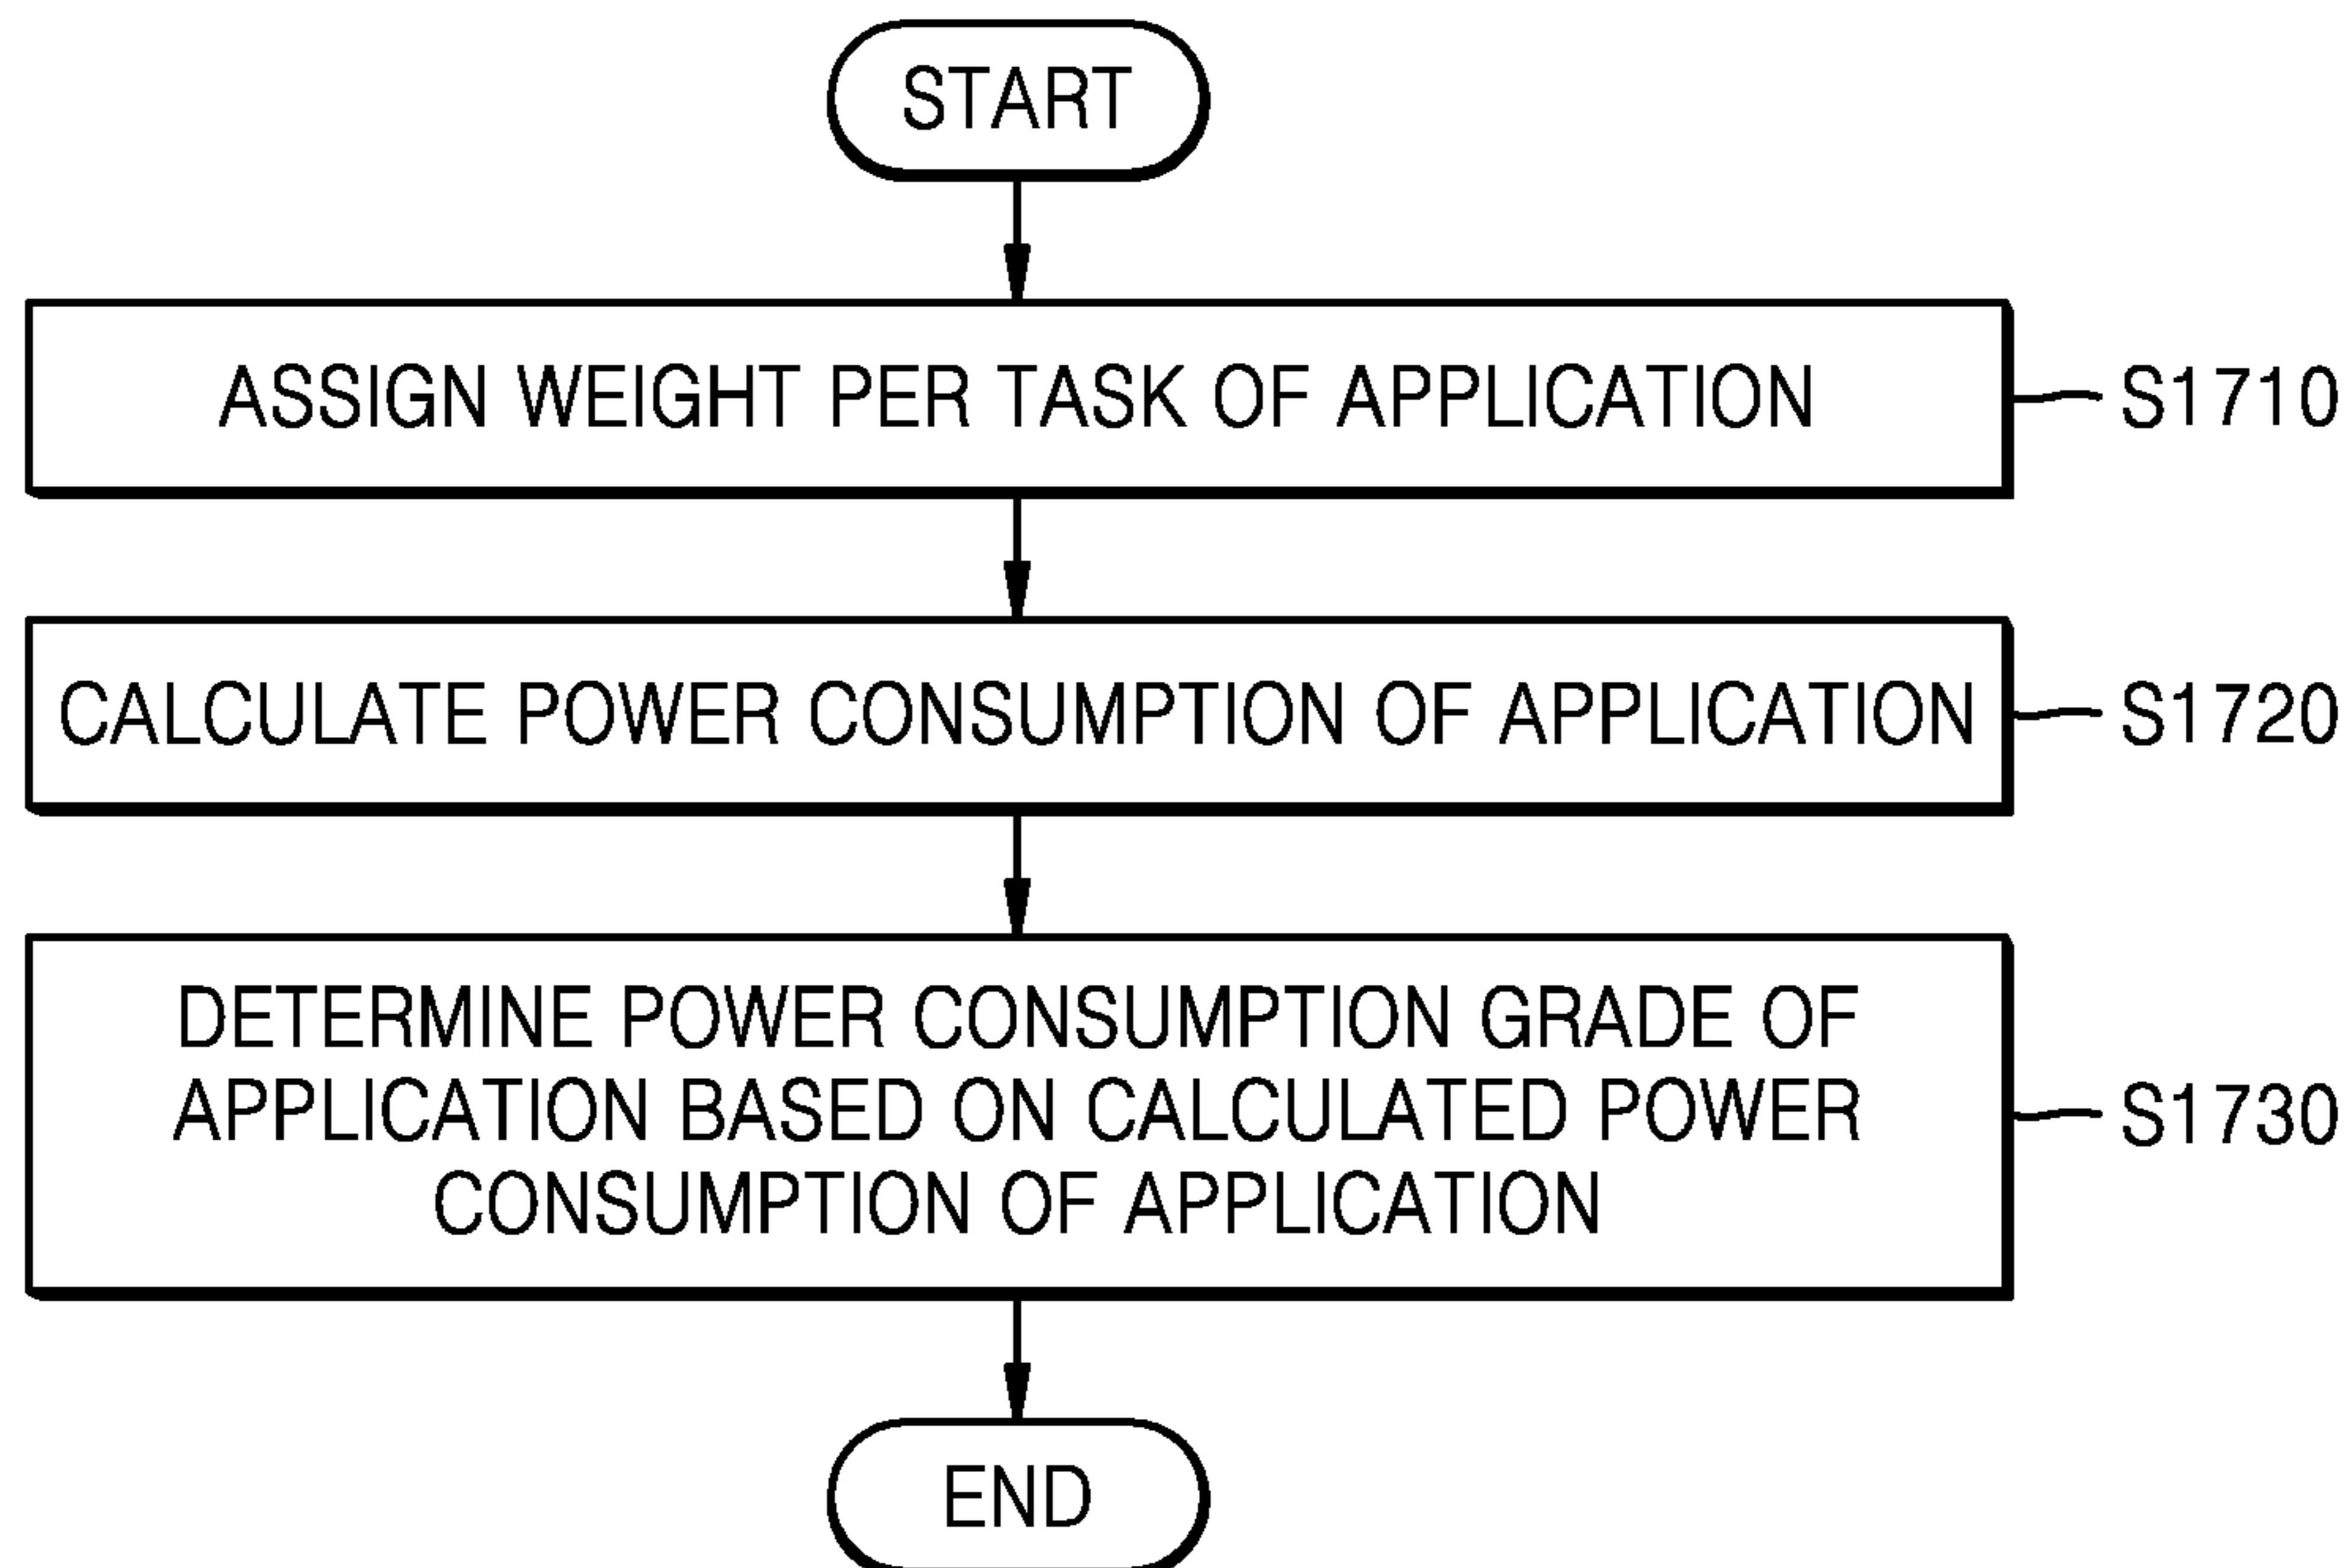 START
ASSIGN WEIGHT PER TASK OF APPLICATION
S1710
CALCULATE POWER CONSUMPTION OF APPLICATION
S1720
DETERMINE POWER CONSUMPTION GRADE OF
APPLICATION BASED ON CALCULATED POWER
CONSUMPTION OF APPLICATION
S1730
END